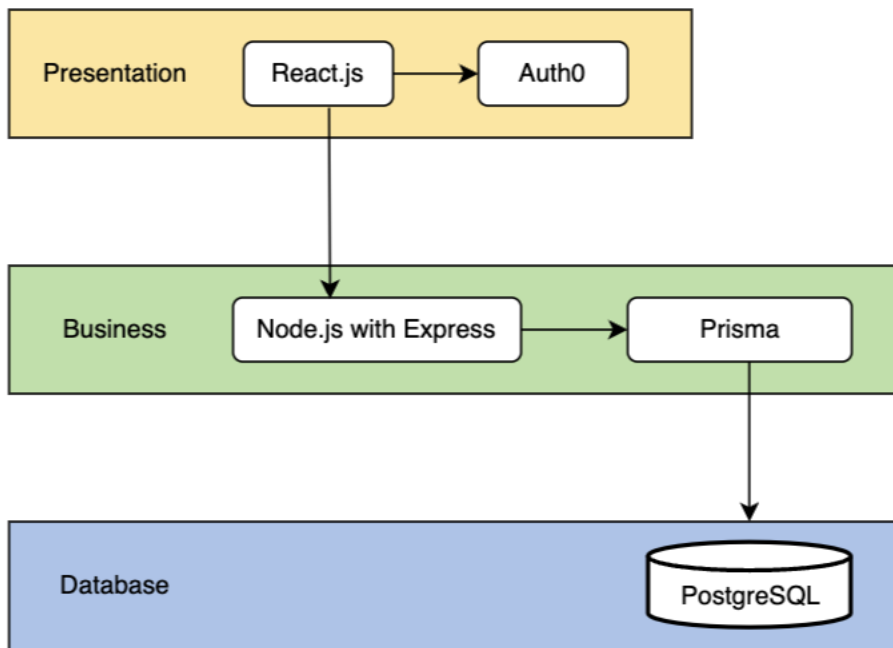 Presentation
React.js
Auth0
Business
Node.js with Express
Prisma
Database
PostgreSQL